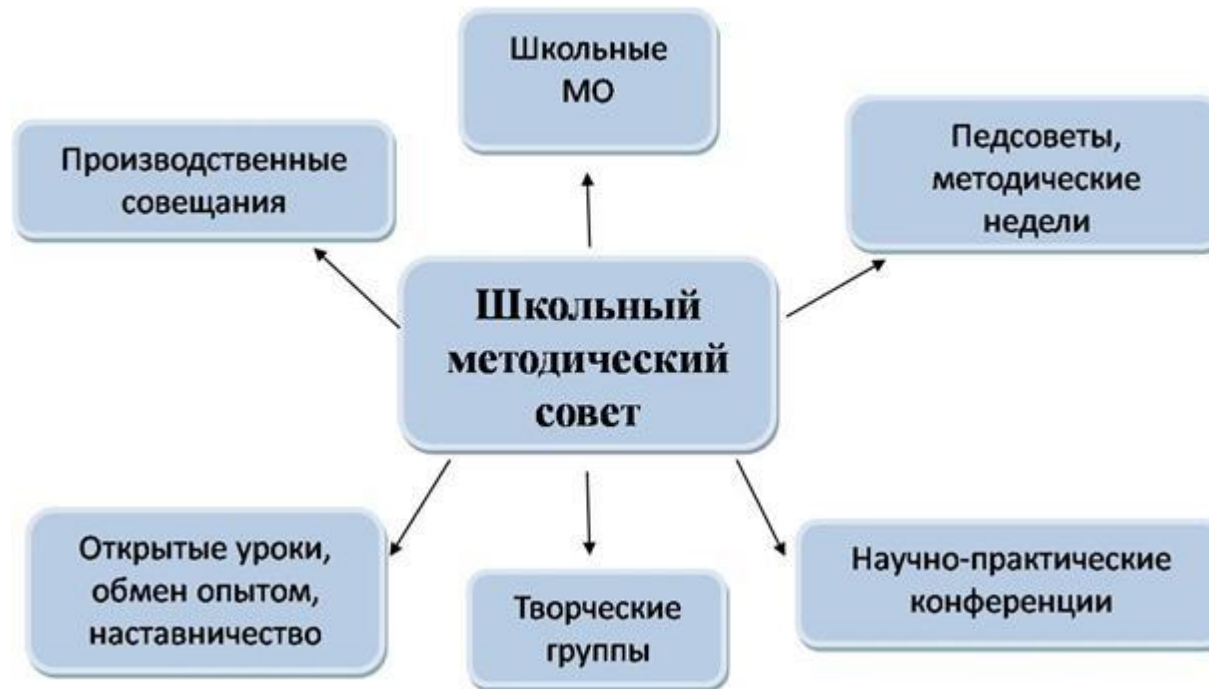 Школьные
МО
Производственные
совещания
Педсоветы,
методические
недели
Школьный
методический
совет
Открытые уроки,
обмен опытом,
наставничество
Творческие
группы
Научно-практические
конференции